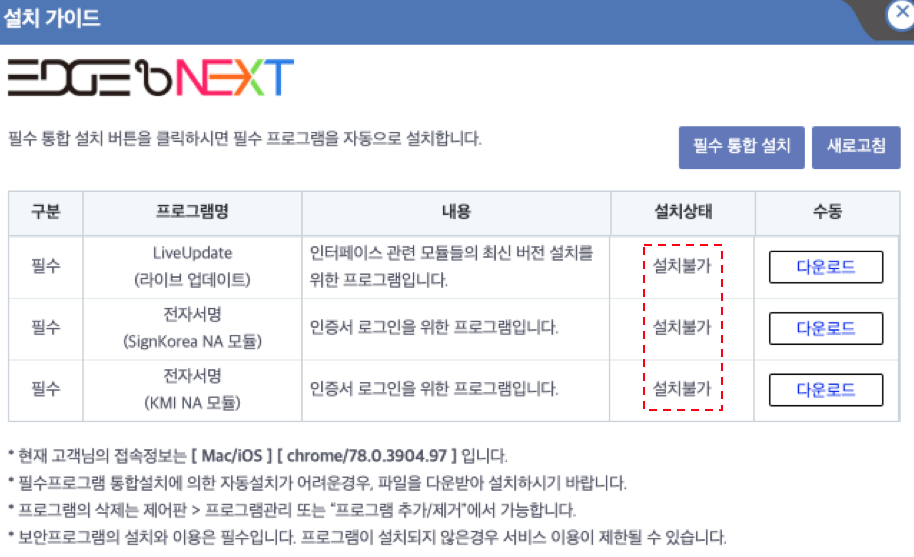 설치 가이드
EDGE & NEXT
필수 통합 설치 버튼을 클릭하시면 필수 프로그램을 자동으로 설치합니다.
필수 통합 설치 새로고침
구분 프로그램명 내용 설치상태 수동
필수 LiveUpdate (라이브 업데이트) 인터페이스 관련 모듈들의 최신 버전 설치를 위한 프로그램입니다. 설치불가 다운로드
필수 전자서명 (SignKorea NA 모듈) 인증서 로그인을 위한 프로그램입니다. 설치불가 다운로드
필수 전자서명 (KMI NA 모듈) 인증서 로그인을 위한 프로그램입니다. 설치불가 다운로드
* 현재 고객님의 접속정보는 [ Mac/iOS ] [ chrome/78.0.3904.97 ] 입니다.
* 필수프로그램 통합설치에 의한 자동설치가 어려운경우, 파일을 다운받아 설치하시기 바랍니다.
* 프로그램의 삭제는 제어판 > 프로그램관리 또는 "프로그램 추가/제거"에서 가능합니다.
* 보안프로그램의 설치와 이용은 필수입니다. 프로그램이 설치되지 않은경우 서비스 이용이 제한될 수 있습니다.